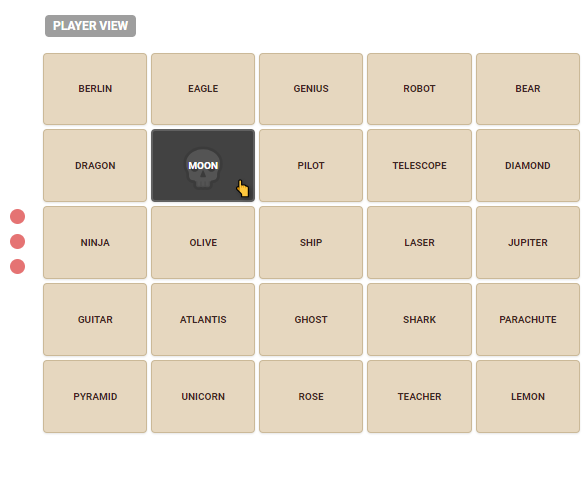 PLAYER VIEW
BERLIN EAGLE GENIUS ROBOT BEAR
DRAGON MOON PILOT TELESCOPE DIAMOND
NINJA OLIVE SHIP LASER JUPITER
GUITAR ATLANTIS GHOST SHARK PARACHUTE
PYRAMID UNICORN ROSE TEACHER LEMON